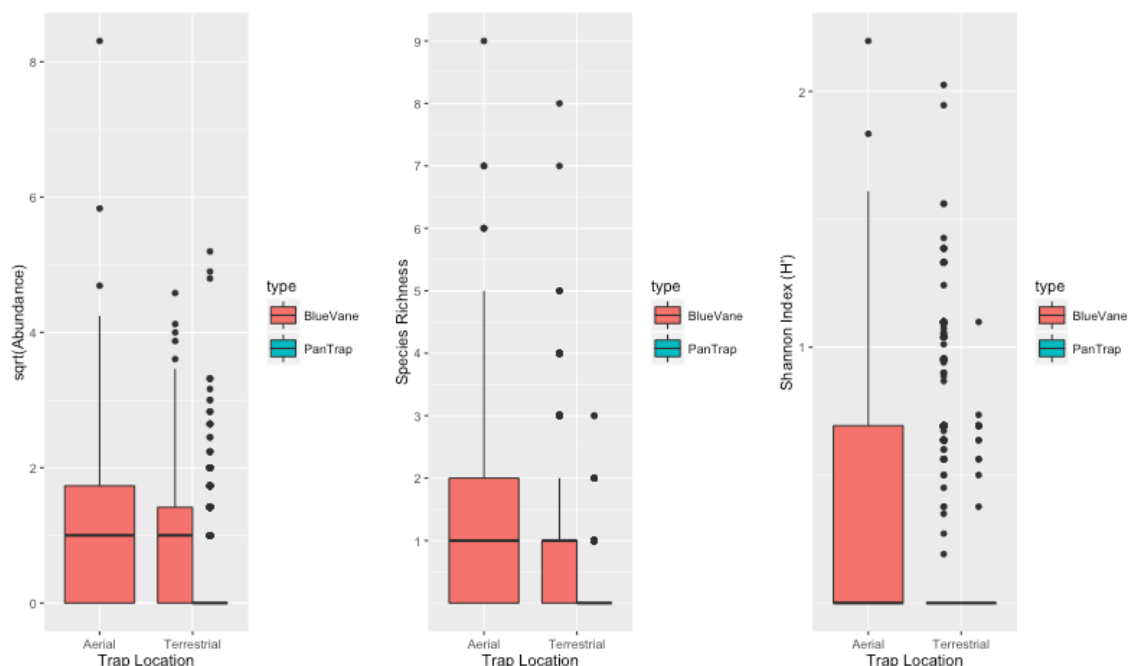 sqrt(Abundance)
8
6
4
2
0
Aerial
Terrestrial
Trap Location
type
BlueVane
PanTrap
Species Richness
9
8
7
6
5
4
3
2
1
Aerial
Terrestrial
Trap Location
type
BlueVane
PanTrap
Shannon Index (H')
2
1
Aerial
Terrestrial
Trap Location
type
BlueVane
PanTrap